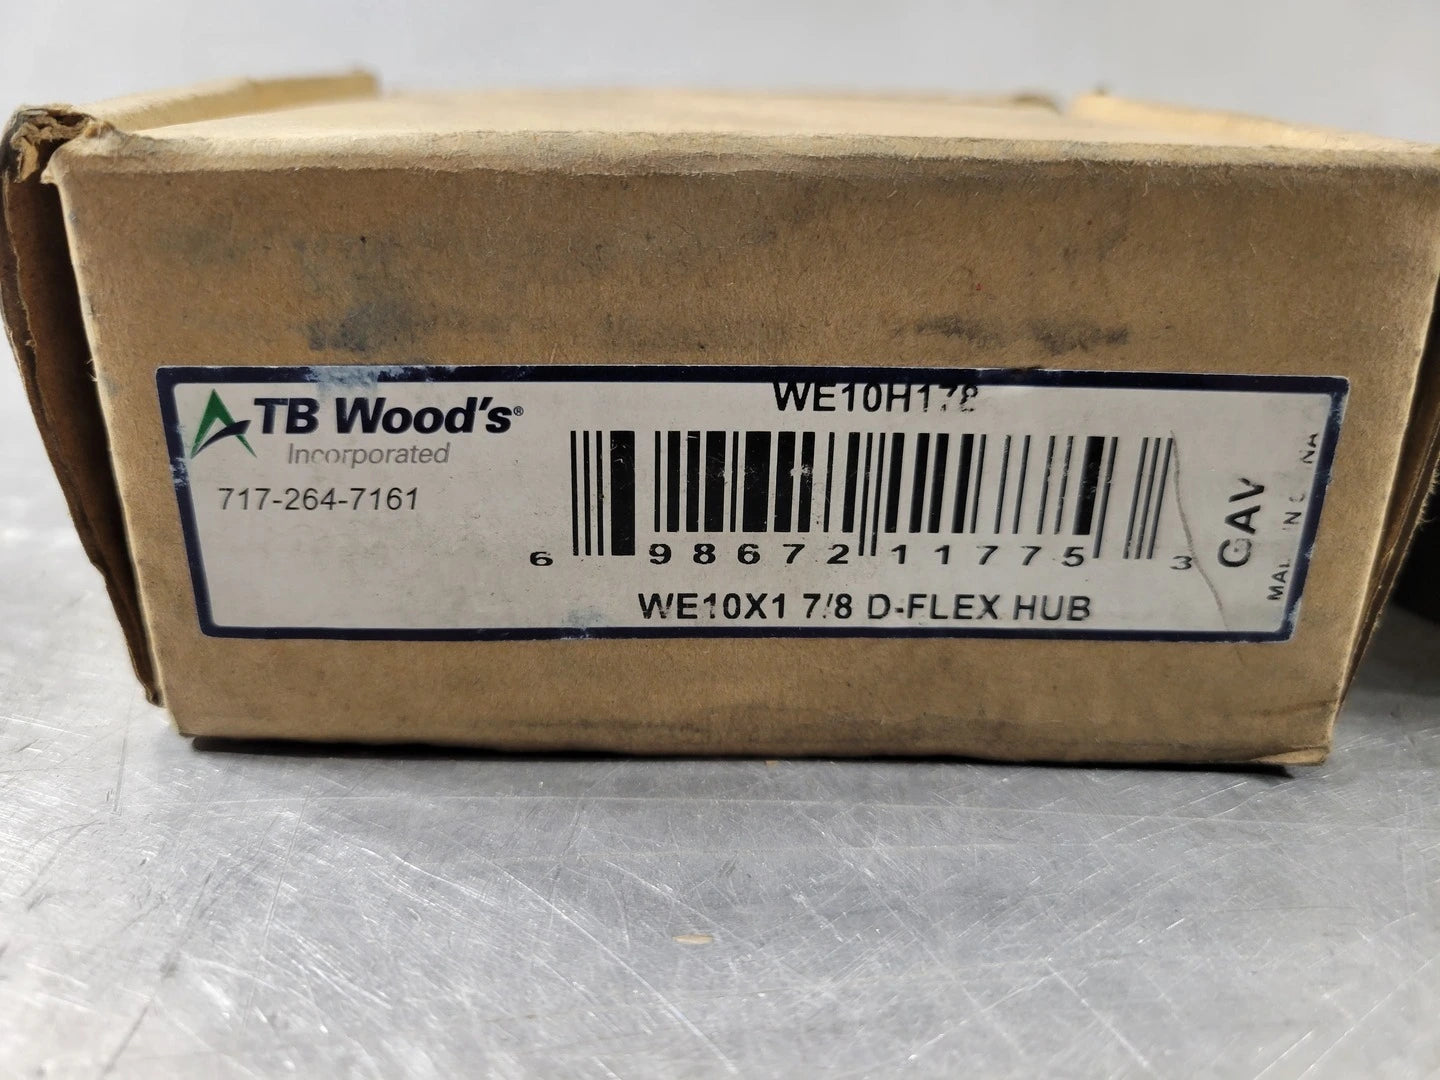 WE10H178
TB Wood's®
Incorporated
717-264-7161
6 98672 11775 3
WE10X1 7/8 D-FLEX HUB
GAV